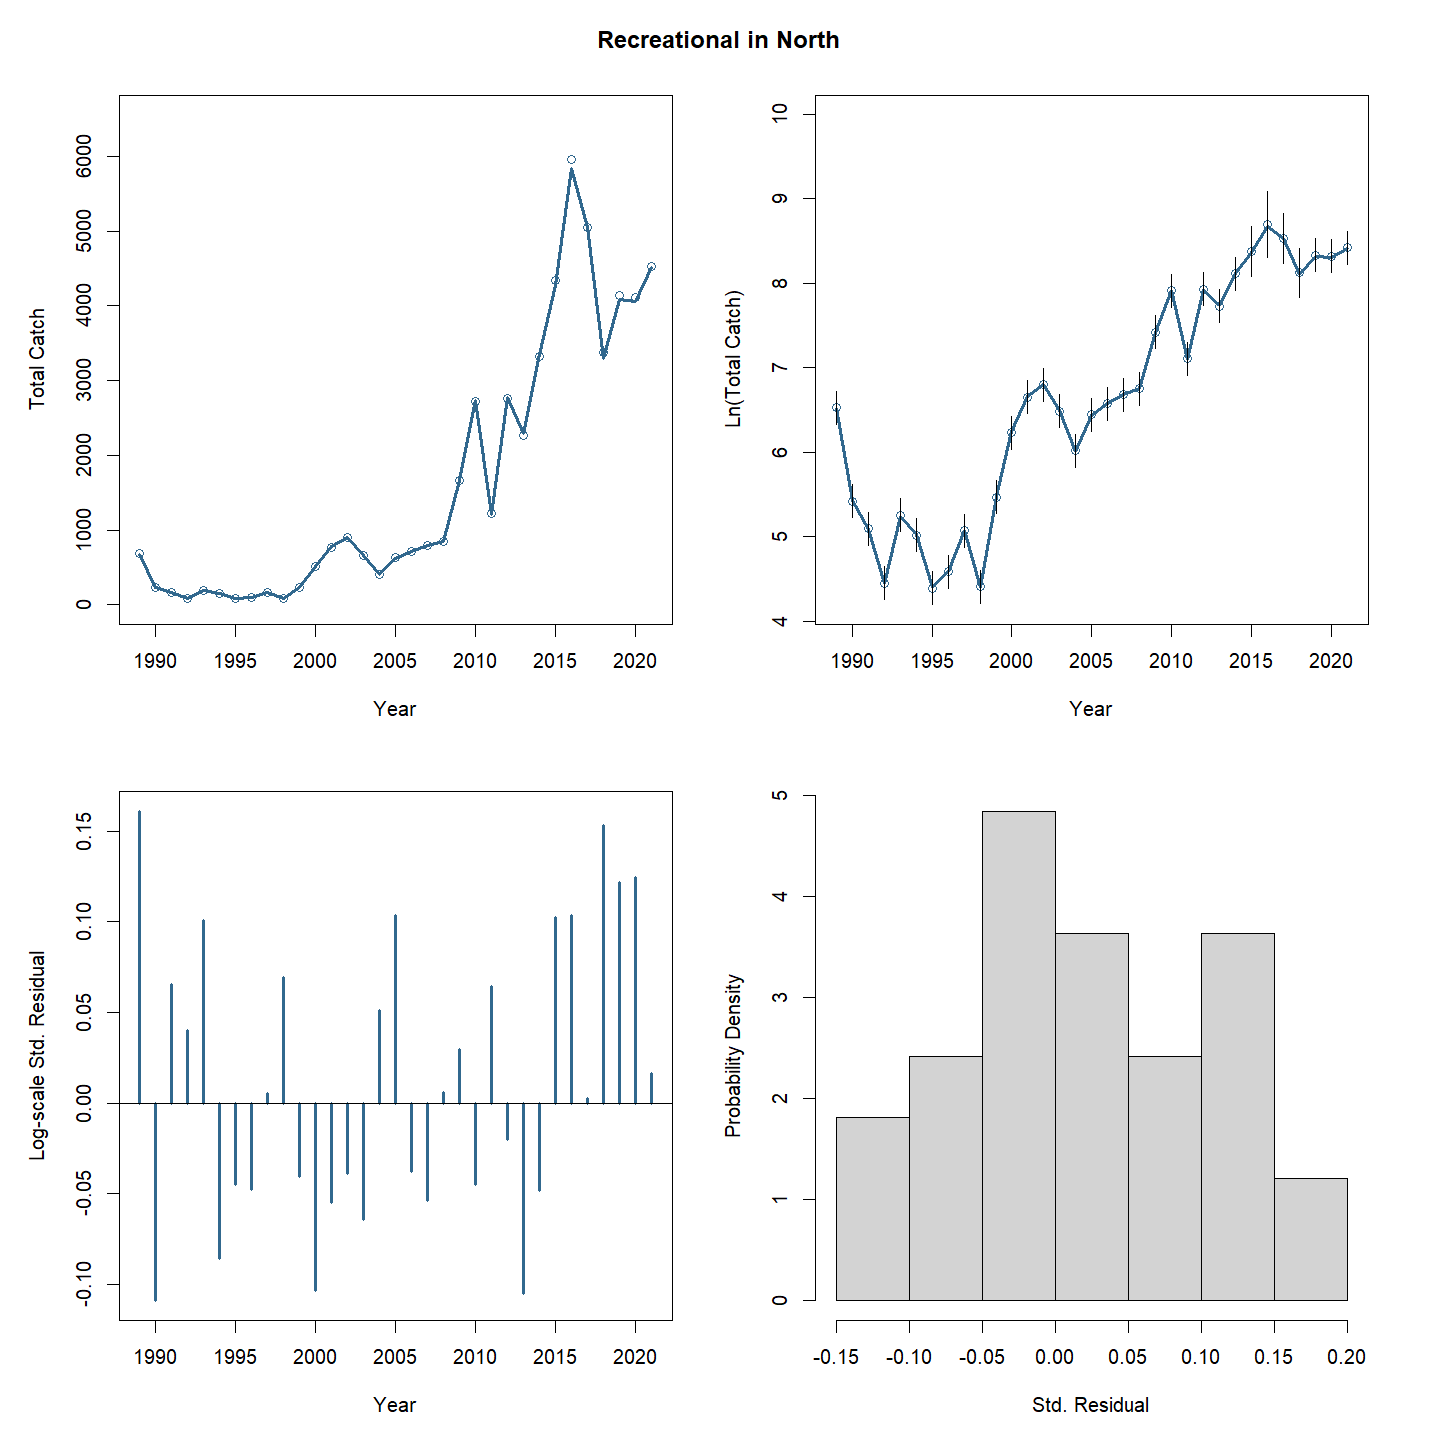 Recreational in North
Total Catch
6000
5000
4000
3000
2000
1000
0
1990 1995 2000 2005 2010 2015 2020
Year
Ln(Total Catch)
10
9
8
7
6
5
4
1990 1995 2000 2005 2010 2015 2020
Year
Log-scale Std. Residual
0.15
0.10
0.05
0.00
-0.05
-0.10
1990 1995 2000 2005 2010 2015 2020
Year
Probability Density
5
4
3
2
1
0
-0.15 -0.10 -0.05 0.00 0.05 0.10 0.15 0.20
Std. Residual